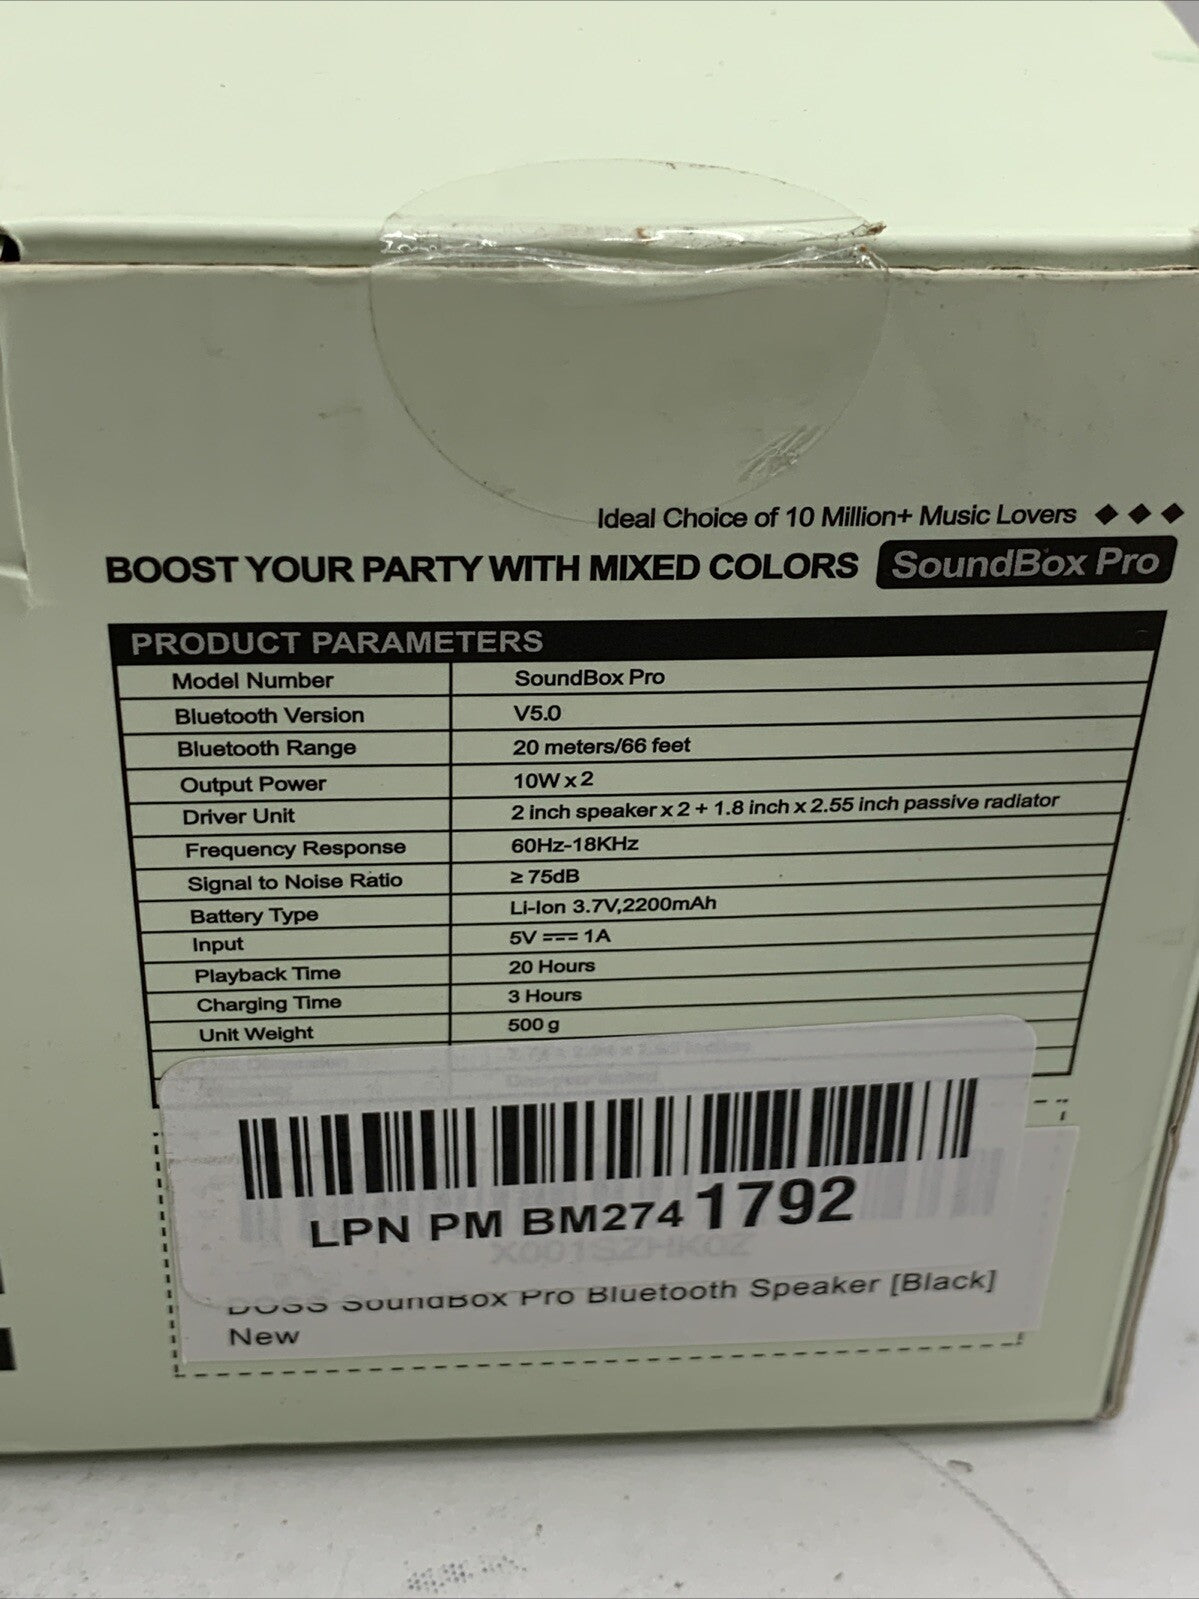 Ideal Choice of 10 Million+ Music Lovers ◆ ◆ ◆
BOOST YOUR PARTY WITH MIXED COLORS SoundBox Pro
PRODUCT PARAMETERS
Model Number SoundBox Pro
Bluetooth Version V5.0
Bluetooth Range 20 meters/66 feet
Output Power 10W x 2
Driver Unit 2 inch speaker x 2 + 1.8 inch x 2.55 inch passive radiator
Frequency Response 60Hz-18KHz
Signal to Noise Ratio ≥ 75dB
Battery Type Li-Ion 3.7V,2200mAh
Input 5V ⎓ 1A
Playback Time 20 Hours
Charging Time 3 Hours
Unit Weight 500 g
LPN PM BM274 1792
X001SZHK0Z
DOSS SoundBox Pro Bluetooth Speaker [Black]
New